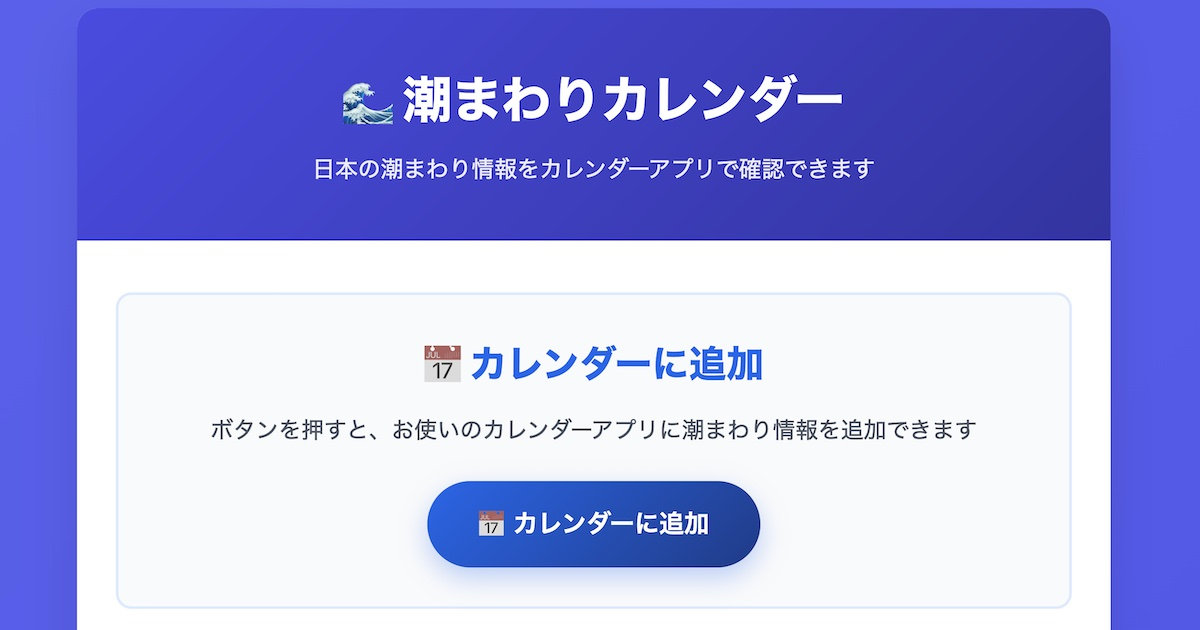 🌊 潮まわりカレンダー
日本の潮まわり情報をカレンダーアプリで確認できます
📅 カレンダーに追加
ボタンを押すと、お使いのカレンダーアプリに潮まわり情報を追加できます
📅 カレンダーに追加